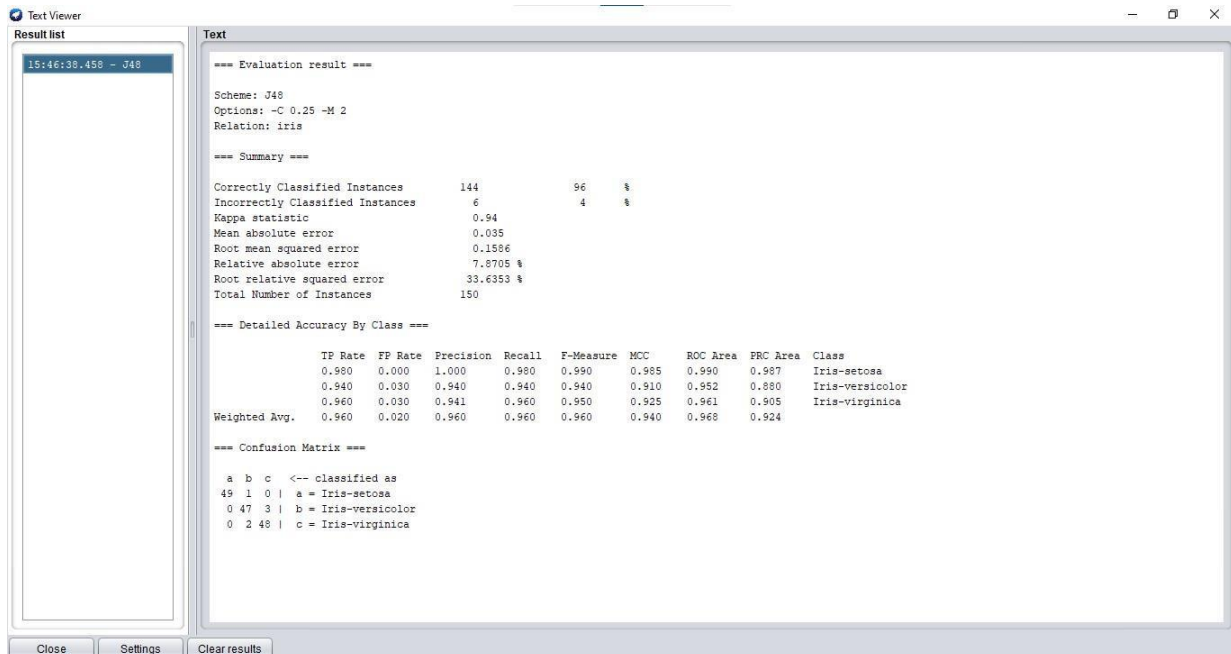 Text Viewer
Result list
15:46:38.458 - J48
Text
=== Evaluation result ===
Scheme: J48
Options: -C 0.25 -M 2
Relation: iris
=== Summary ===
Correctly Classified Instances         144               96      %
Incorrectly Classified Instances         6                4      %
Kappa statistic                          0.94
Mean absolute error                      0.035
Root mean squared error                  0.1586
Relative absolute error                  7.8705 %
Root relative squared error             33.6353 %
Total Number of Instances              150
=== Detailed Accuracy By Class ===
TP Rate  FP Rate  Precision  Recall   F-Measure  MCC      ROC Area  PRC Area  Class
0.980    0.000    1.000      0.980    0.990      0.985    0.990     0.987     Iris-setosa
0.940    0.030    0.940      0.940    0.940      0.910    0.952     0.880     Iris-versicolor
0.960    0.030    0.941      0.960    0.950      0.925    0.961     0.905     Iris-virginica
Weighted Avg.    0.960    0.020    0.960      0.960    0.960      0.940    0.968     0.924
=== Confusion Matrix ===
a  b  c   <-- classified as
49  1  0 |  a = Iris-setosa
0 47  3 |  b = Iris-versicolor
0  2 48 |  c = Iris-virginica
Close
Settings
Clear results